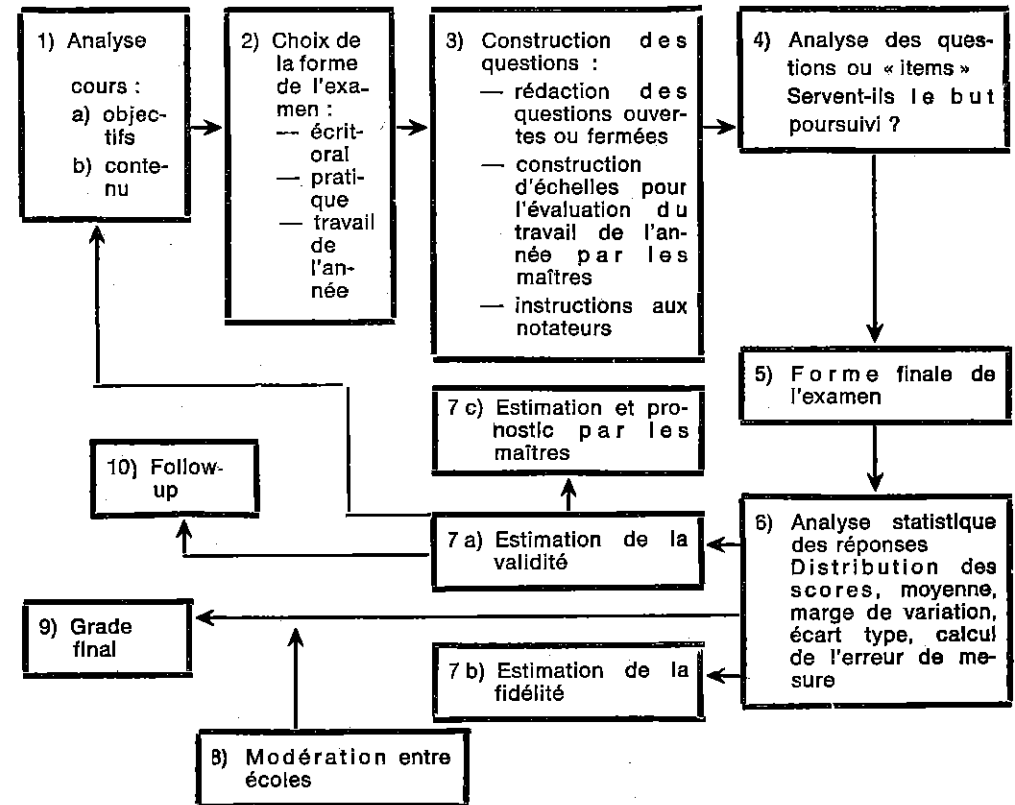 1) Analyse
cours :
a) objec-
tifs
b) conte-
nu
2) Choix de
la forme
de l'exa-
men :
— écrit-
oral
— prati-
que
— travail
de
l'an-
née
3) Construction des
questions :
— rédaction des
questions ouver-
tes ou fermées
— construction
d'échelles pour
l'évaluation du
travail de l'an-
née par les
maîtres
— instructions aux
notateurs
4) Analyse des ques-
tions ou « items »
Servent-ils le but
poursuivi ?
5) Forme finale de
l'examen
6) Analyse statistique
des réponses
Distribution des
scores, moyenne,
marge de variation,
écart type, calcul
de l'erreur de me-
sure
7 c) Estimation et pro-
nostic par les
maîtres
7 a) Estimation de la
validité
7 b) Estimation de la
fidélité
10) Follow-
up
9) Grade
final
8) Modération entre
écoles